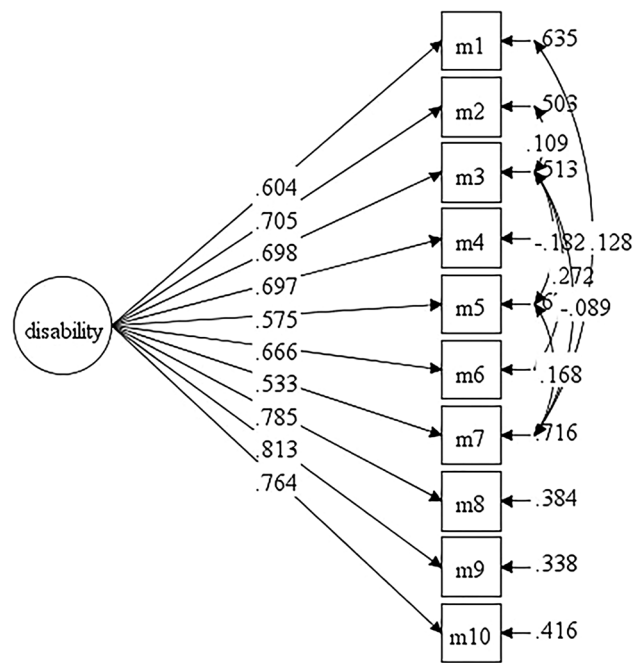 m1
.635
m2
.503
.109
m3
.513
.604
.705
.698
m4
-.182
.128
.697
.272
.575
m5
-.089
disability
.666
m6
.168
.533
m7
.716
.785
.813
.764
m8
.384
m9
.338
m10
.416